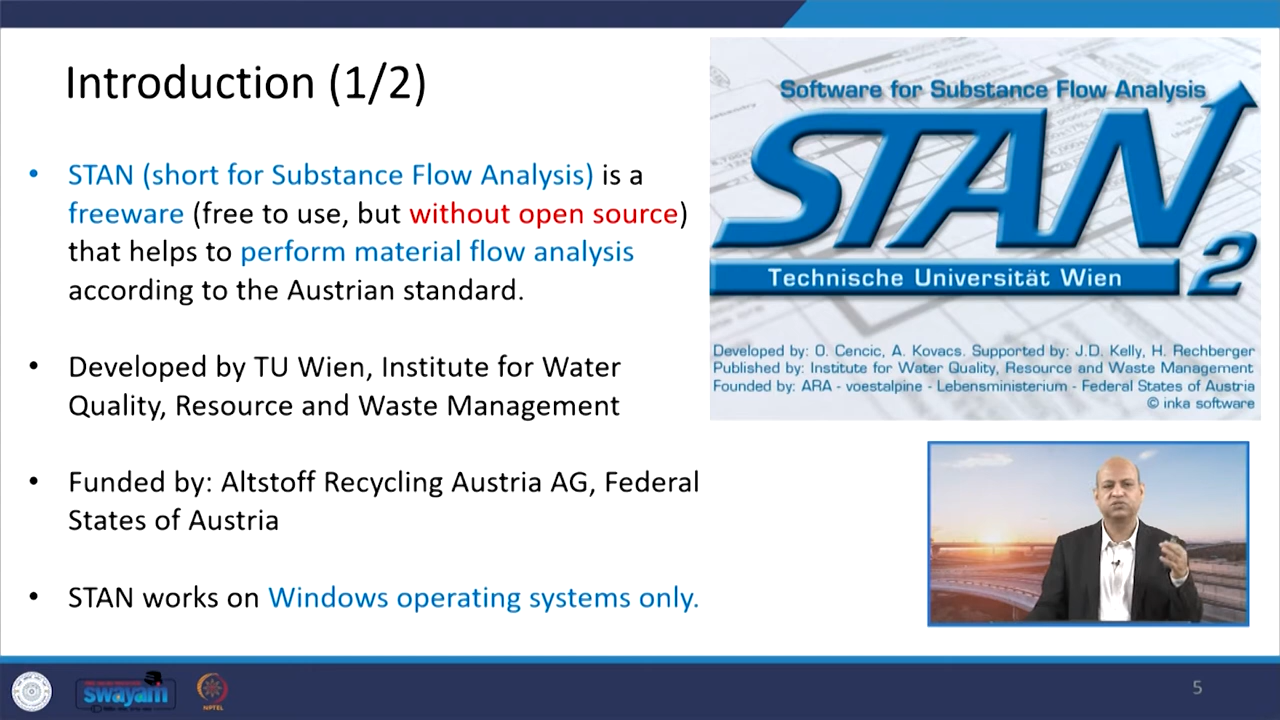 Introduction (1/2)
• STAN (short for Substance Flow Analysis) is a
freeware (free to use, but without open source)
that helps to perform material flow analysis
according to the Austrian standard.
• Developed by TU Wien, Institute for Water
Quality, Resource and Waste Management
• Funded by: Altstoff Recycling Austria AG, Federal
States of Austria
• STAN works on Windows operating systems only.
Software for Substance Flow Analysis
STAN
2
Technische Universität Wien
Developed by: O. Cencic, A. Kovacs. Supported by: J.D. Kelly, H. Rechberger
Published by: Institute for Water Quality, Resource and Waste Management
Founded by: ARA - voestalpine - Lebensministerium - Federal States of Austria
© inka software
swayam
NPTEL
5